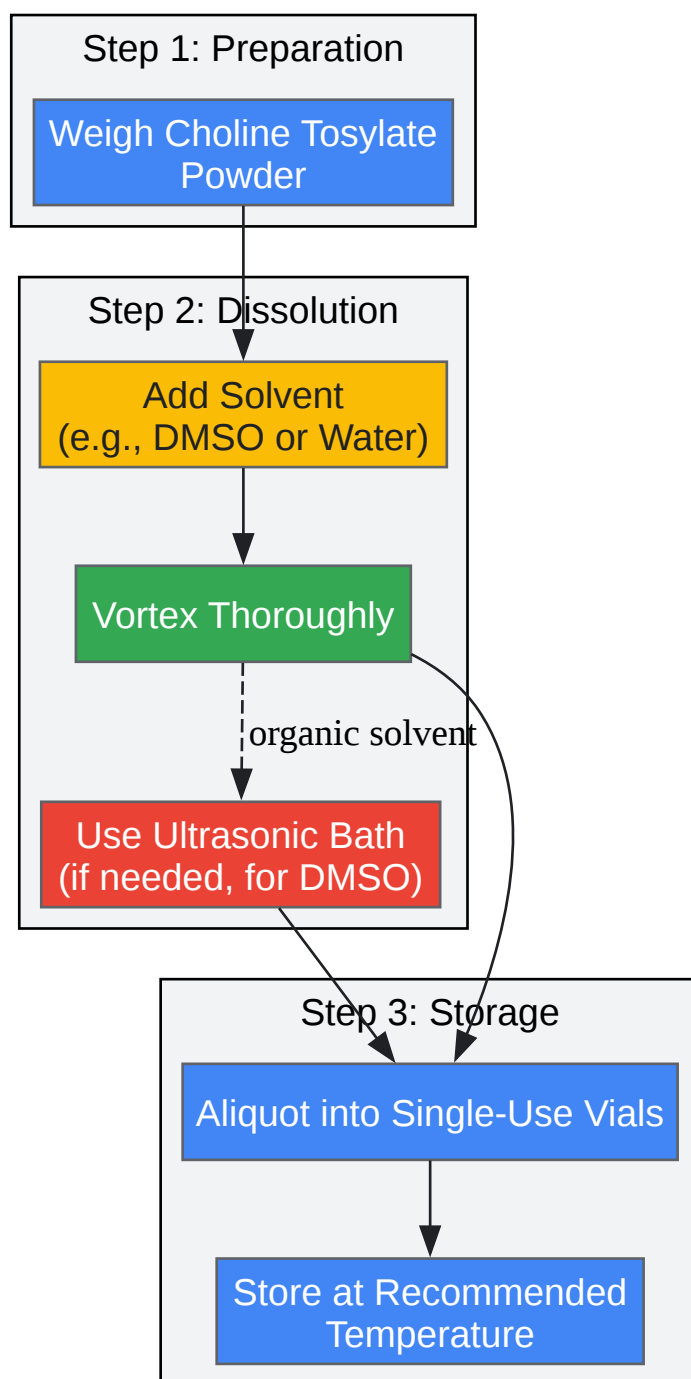 Step 1: Preparation
Weigh Choline Tosylate
Powder
Step 2: Dissolution
Add Solvent
(e.g., DMSO or Water)
Vortex Thoroughly
organic solvent
Use Ultrasonic Bath
(if needed, for DMSO)
Step 3: Storage
Aliquot into Single-Use Vials
Store at Recommended
Temperature